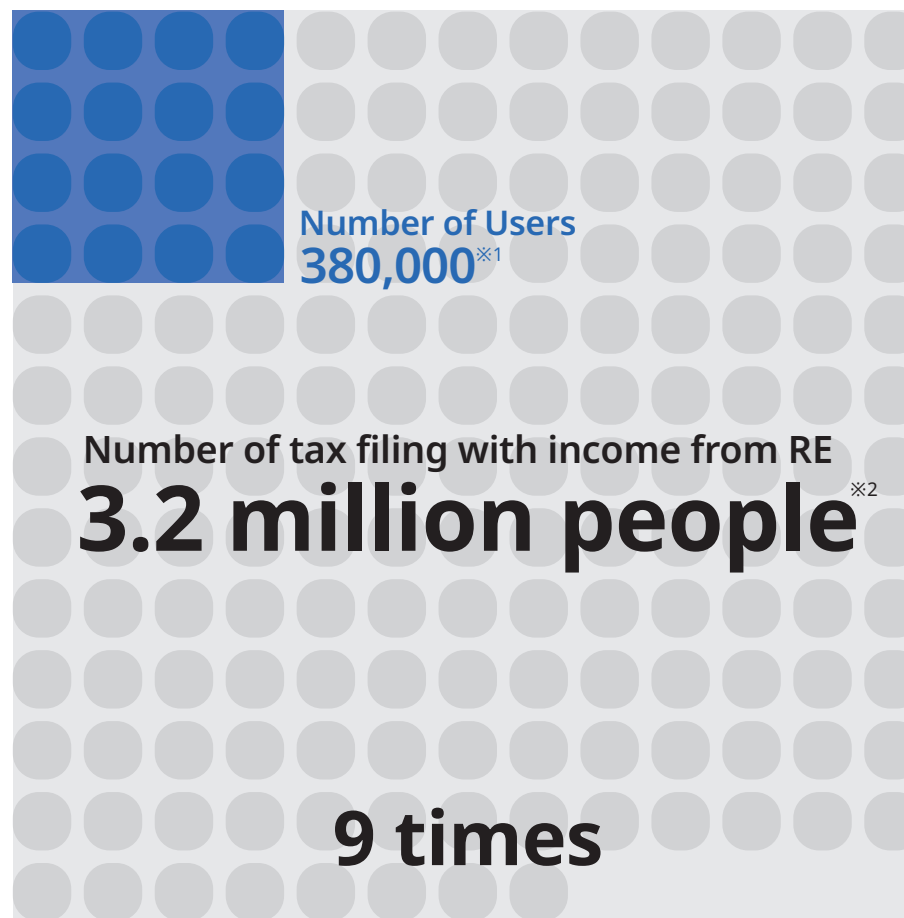 Number of Users
380,000※1
Number of tax filing with income from RE
3.2 million people※2
9 times